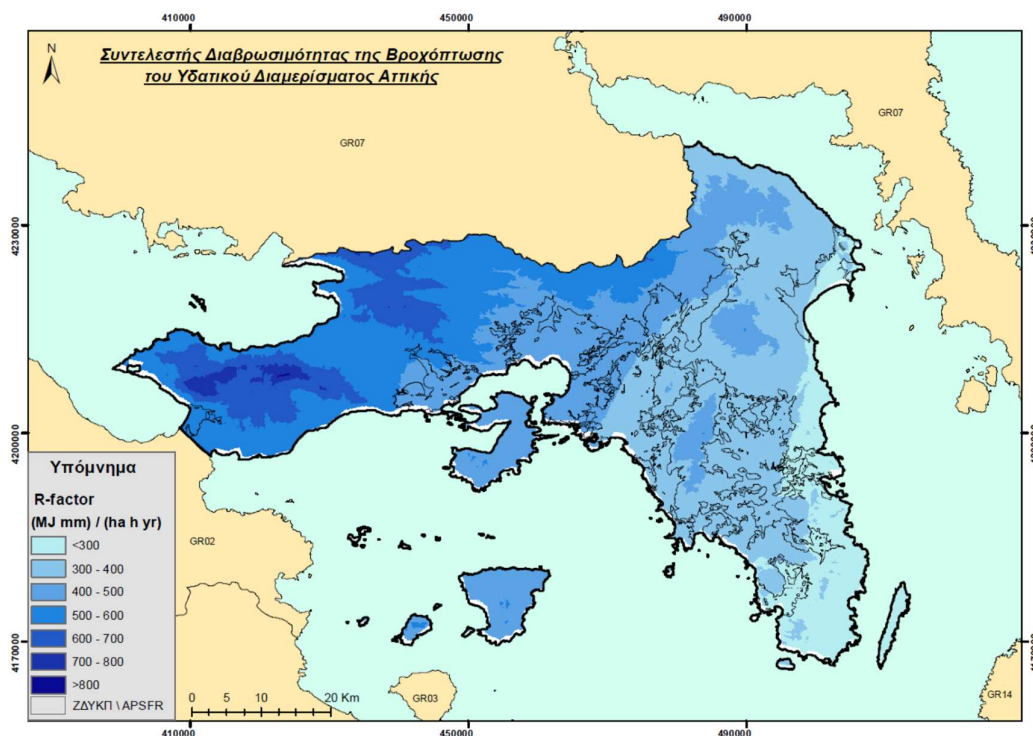 410000 450000 490000
N
Συντελεστής Διαβρωσιμότητας της Βροχόπτωσης
του Υδατικού Διαμερίσματος Αττικής
GR07
GR07
4230000
4200000
Υπόμνημα
R-factor
(MJ mm) / (ha h yr)
<300
300 - 400
400 - 500
500 - 600
600 - 700
700 - 800
>800
ΖΔΥΚΠ \ APSFR
GR02
4170000
0 5 10 20 Km
GR03
GR14
410000 450000 490000